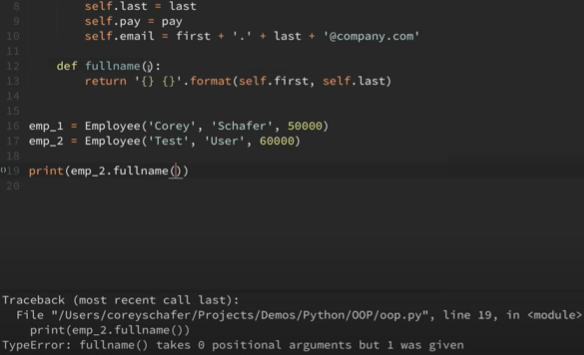 8         self.last = last
9         self.pay = pay
10         self.email = first + '.' + last + '@company.com'
11
12     def fullname():
13         return '{} {}'.format(self.first, self.last)
14
15
16 emp_1 = Employee('Corey', 'Schafer', 50000)
17 emp_2 = Employee('Test', 'User', 60000)
18
19 print(emp_2.fullname())
20
Traceback (most recent call last):
  File "/Users/coreyschafer/Projects/Demos/Python/OOP/oop.py", line 19, in <module>
    print(emp_2.fullname())
TypeError: fullname() takes 0 positional arguments but 1 was given